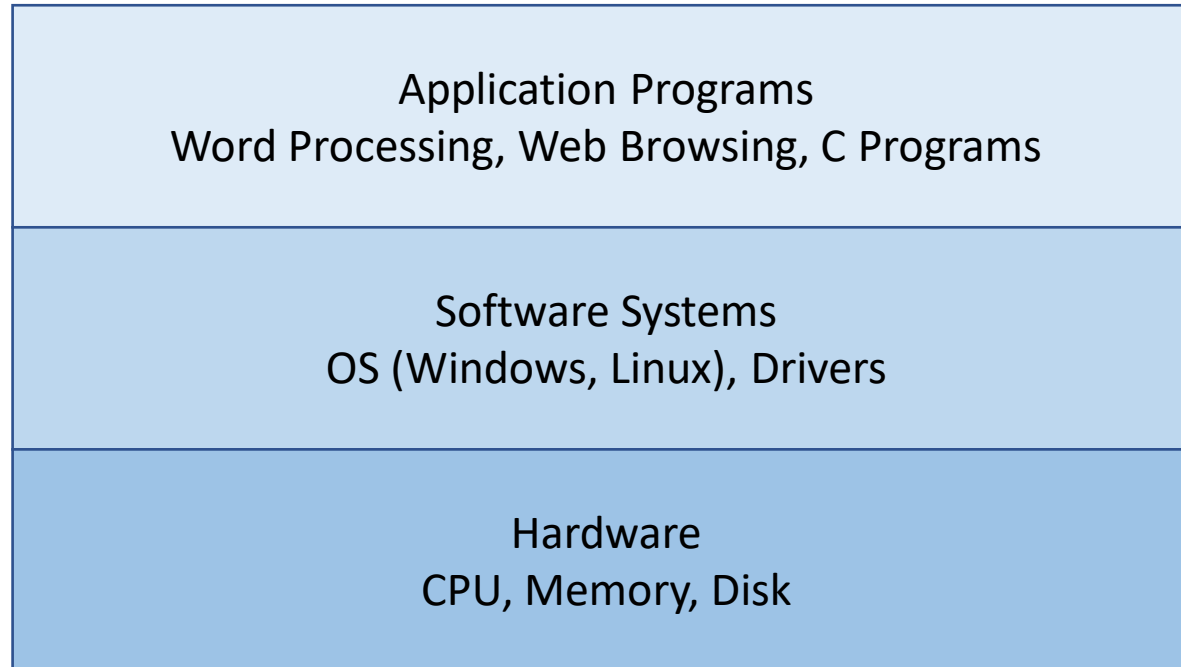 Application Programs
Word Processing, Web Browsing, C Programs
Software Systems
OS (Windows, Linux), Drivers
Hardware
CPU, Memory, Disk